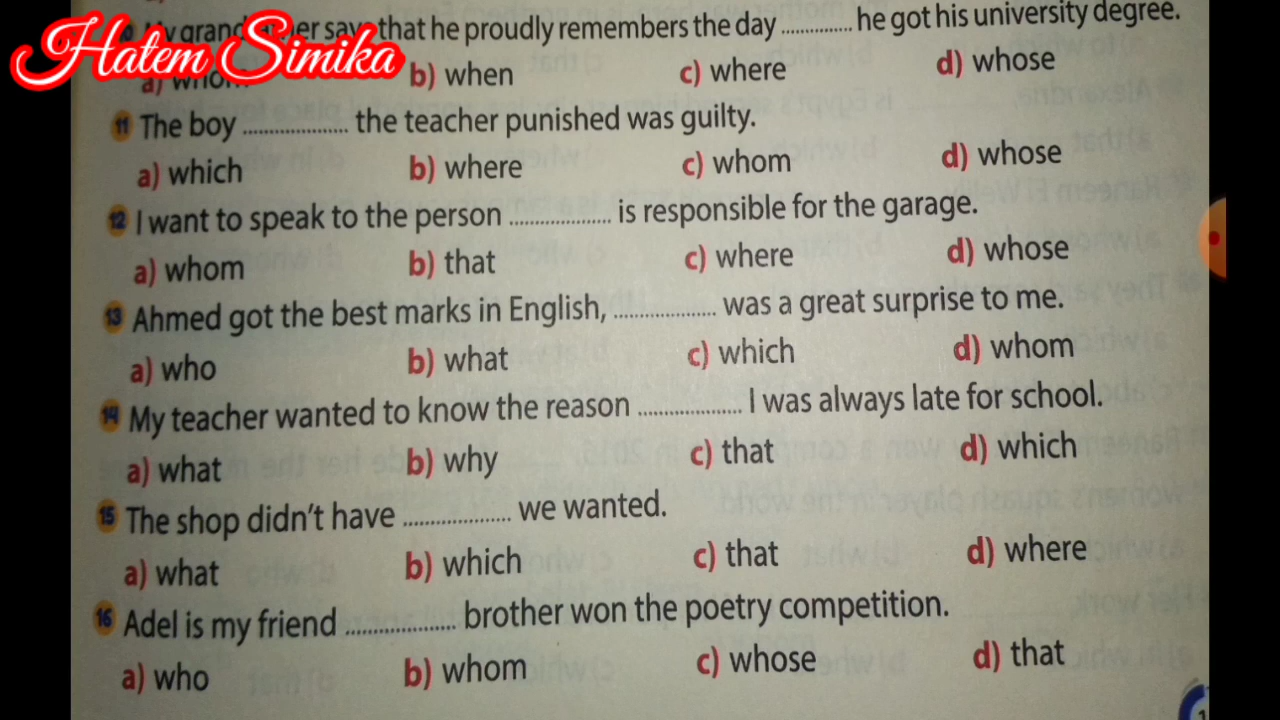 Hatem Simika
says that he proudly remembers the day .............. he got his university degree.
a) whom b) when c) where d) whose
11 The boy .................... the teacher punished was guilty.
a) which b) where c) whom d) whose
12 I want to speak to the person .................... is responsible for the garage.
a) whom b) that c) where d) whose
13 Ahmed got the best marks in English, .................... was a great surprise to me.
a) who b) what c) which d) whom
14 My teacher wanted to know the reason .................... I was always late for school.
a) what b) why c) that d) which
15 The shop didn't have .................... we wanted.
a) what b) which c) that d) where
16 Adel is my friend .................... brother won the poetry competition.
a) who b) whom c) whose d) that